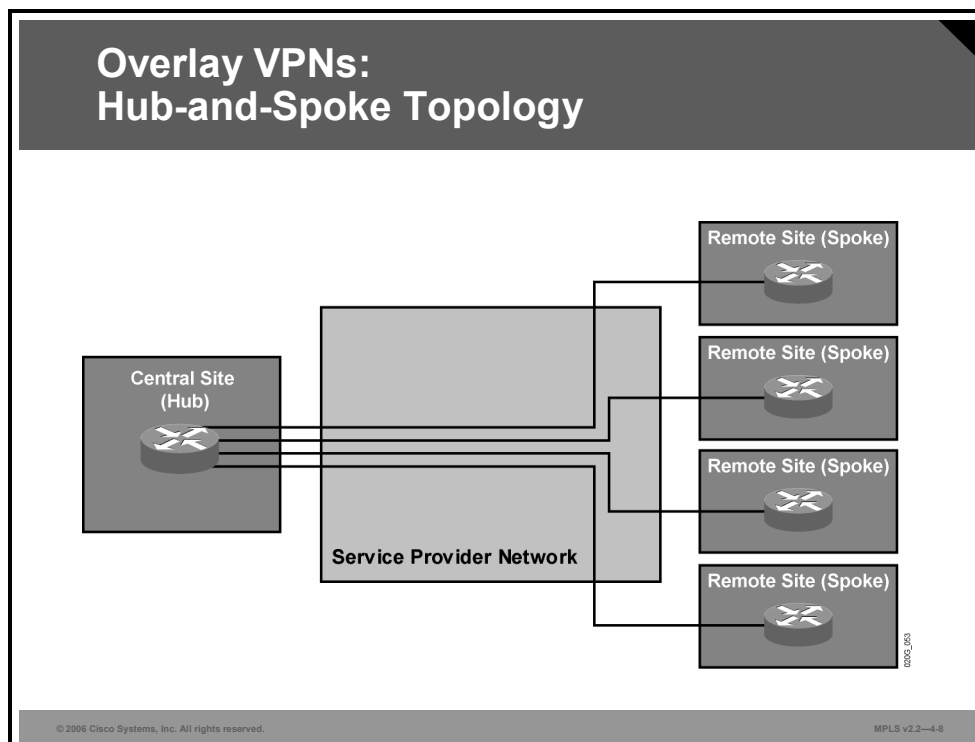 Overlay VPNs:
Hub-and-Spoke Topology
Remote Site (Spoke)
Central Site
(Hub)
Remote Site (Spoke)
Remote Site (Spoke)
Service Provider Network
Remote Site (Spoke)
020G_053
© 2006 Cisco Systems, Inc. All rights reserved.
MPLS v2.2—4-8